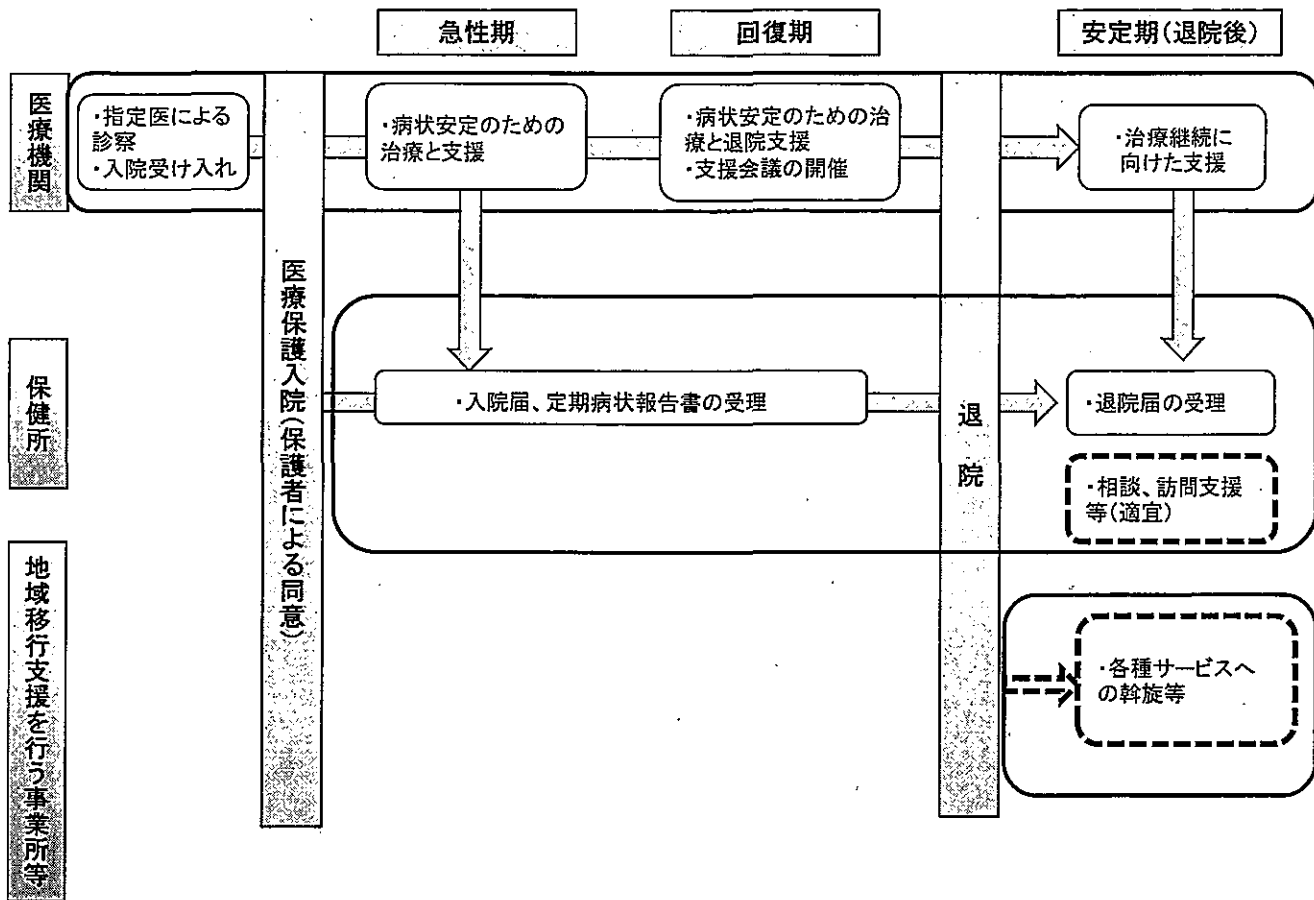 急性期
回復期
安定期(退院後)
医療機関
・指定医による
診察
・入院受け入れ
・病状安定のための
治療と支援
・病状安定のための治
療と退院支援
・支援会議の開催
・治療継続に
向けた支援
医療保護入院(保護者による同意)
退院
保健所
・入院届、定期病状報告書の受理
・退院届の受理
・相談、訪問支援
等(適宜)
地域移行支援を行う事業所等
・各種サービスへ
の斡旋等